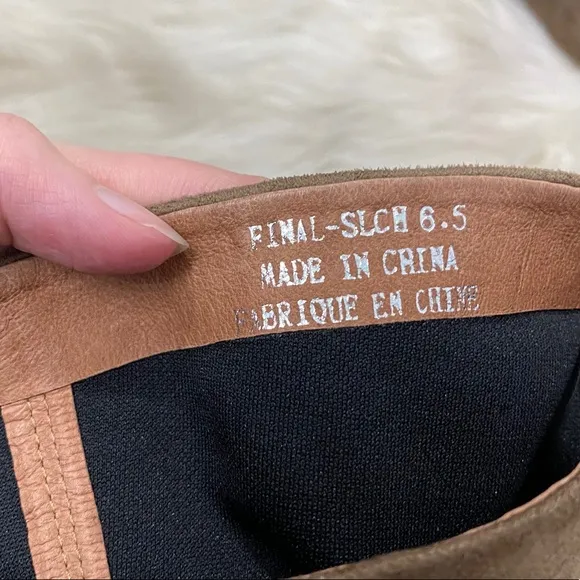 FINAL-SLCH 6.5
MADE IN CHINA
FABRIQUE EN CHINE